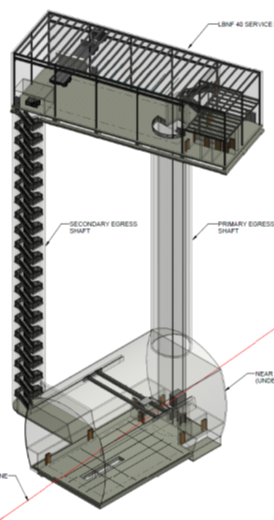 LBNF 40 SERVICE
SECONDARY EGRESS
SHAFT
PRIMARY EGRESS
SHAFT
NEAR
(UNDE
NE